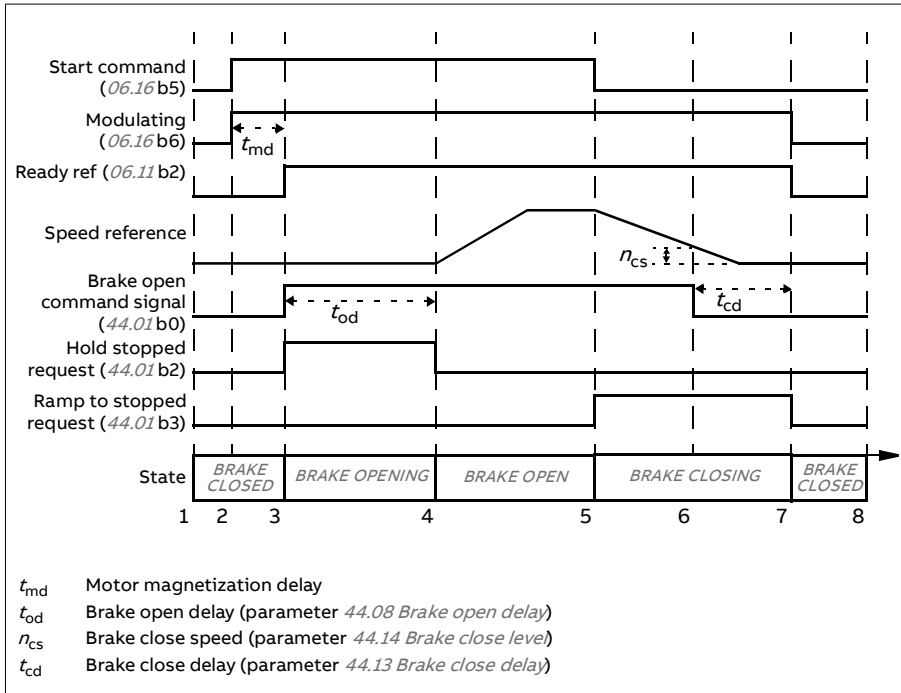 Start command
(06.16 b5)
Modulating
(06.16 b6)
tmd
Ready ref (06.11 b2)
Speed reference
ncs
Brake open
command signal
(44.01 b0)
tod
tcd
Hold stopped
request (44.01 b2)
Ramp to stopped
request (44.01 b3)
State
BRAKE
CLOSED
BRAKE OPENING
BRAKE OPEN
BRAKE CLOSING
BRAKE
CLOSED
1 2 3 4 5 6 7 8
tmd Motor magnetization delay
tod Brake open delay (parameter 44.08 Brake open delay)
ncs Brake close speed (parameter 44.14 Brake close level)
tcd Brake close delay (parameter 44.13 Brake close delay)